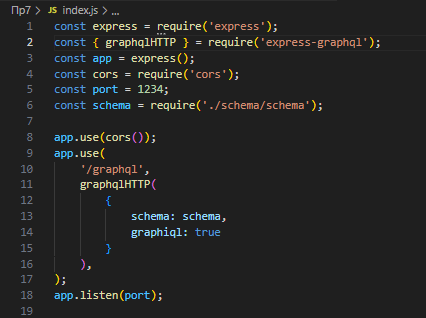 Пр7 > JS index.js > ...
1 const express = require('express');
2 const { graphqlHTTP } = require('express-graphql');
3 const app = express();
4 const cors = require('cors');
5 const port = 1234;
6 const schema = require('./schema/schema');
7
8 app.use(cors());
9 app.use(
10 '/graphql',
11 graphqlHTTP(
12 {
13 schema: schema,
14 graphiql: true
15 }
16 ),
17 );
18 app.listen(port);
19